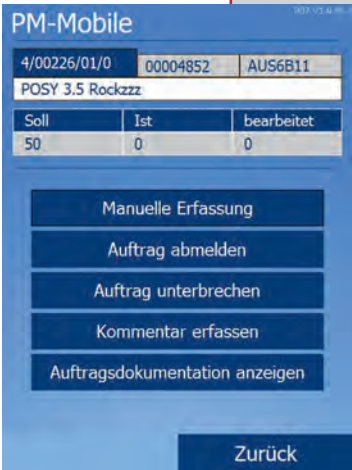 PM-Mobile
4/00226/01/0 00004852 AUS6B11
POSY 3.5 Rockzzz
Soll Ist bearbeitet
50 0 0
Manuelle Erfassung
Auftrag abmelden
Auftrag unterbrechen
Kommentar erfassen
Auftragsdokumentation anzeigen
Zurück